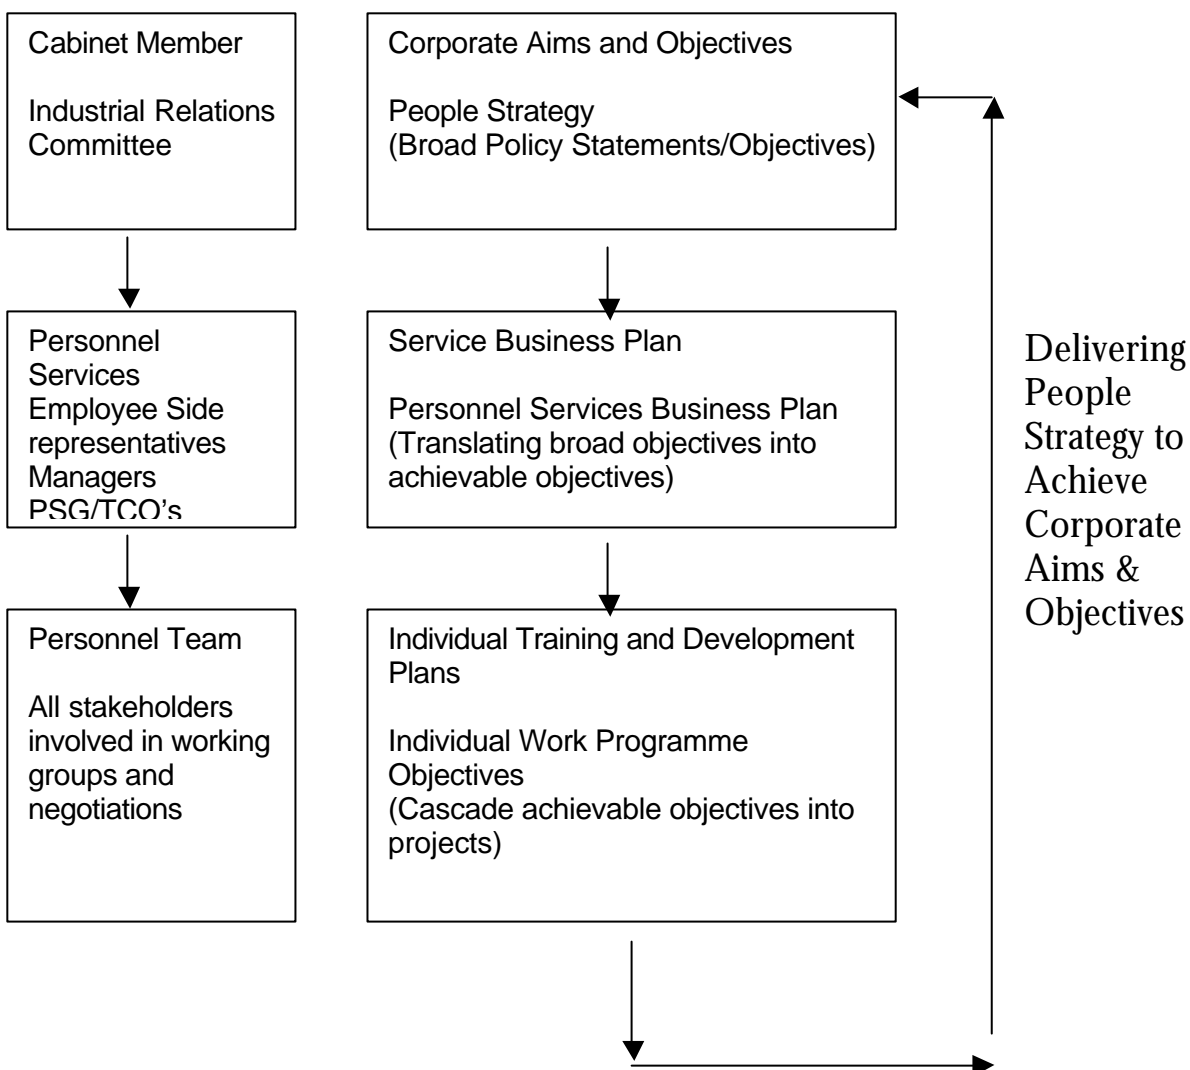 Cabinet Member
Industrial Relations
Committee
Corporate Aims and Objectives
People Strategy
(Broad Policy Statements/Objectives)
Personnel
Services
Employee Side
representatives
Managers
PSG/TCO's
Service Business Plan
Personnel Services Business Plan
(Translating broad objectives into
achievable objectives)
Personnel Team
All stakeholders
involved in working
groups and
negotiations
Individual Training and Development
Plans
Individual Work Programme
Objectives
(Cascade achievable objectives into
projects)
Delivering
People
Strategy to
Achieve
Corporate
Aims &
Objectives